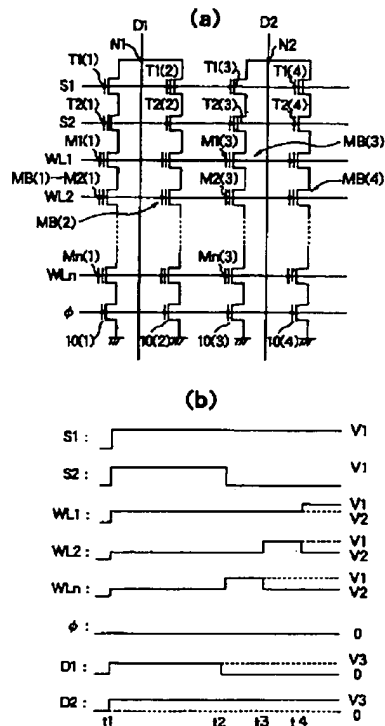 (a)
D1 D2
N1 N2
T1(1) T1(2) T1(3) T1(4)
S1
T2(1) T2(2) T2(3) T2(4)
S2
M1(1) M1(3)
WL1 MB(3)
MB(1) M2(1) M2(3)
WL2 MB(4)
MB(2)
Mn(1) Mn(3)
WLn
φ
10(1) 10(2) 10(3) 10(4)
(b)
S1 : V1
S2 : V1
WL1 : V1
V2
WL2 : V1
V2
WLn : V1
V2
φ : 0
D1 : V3
0
D2 : V3
0
t1 t2 t3 t4